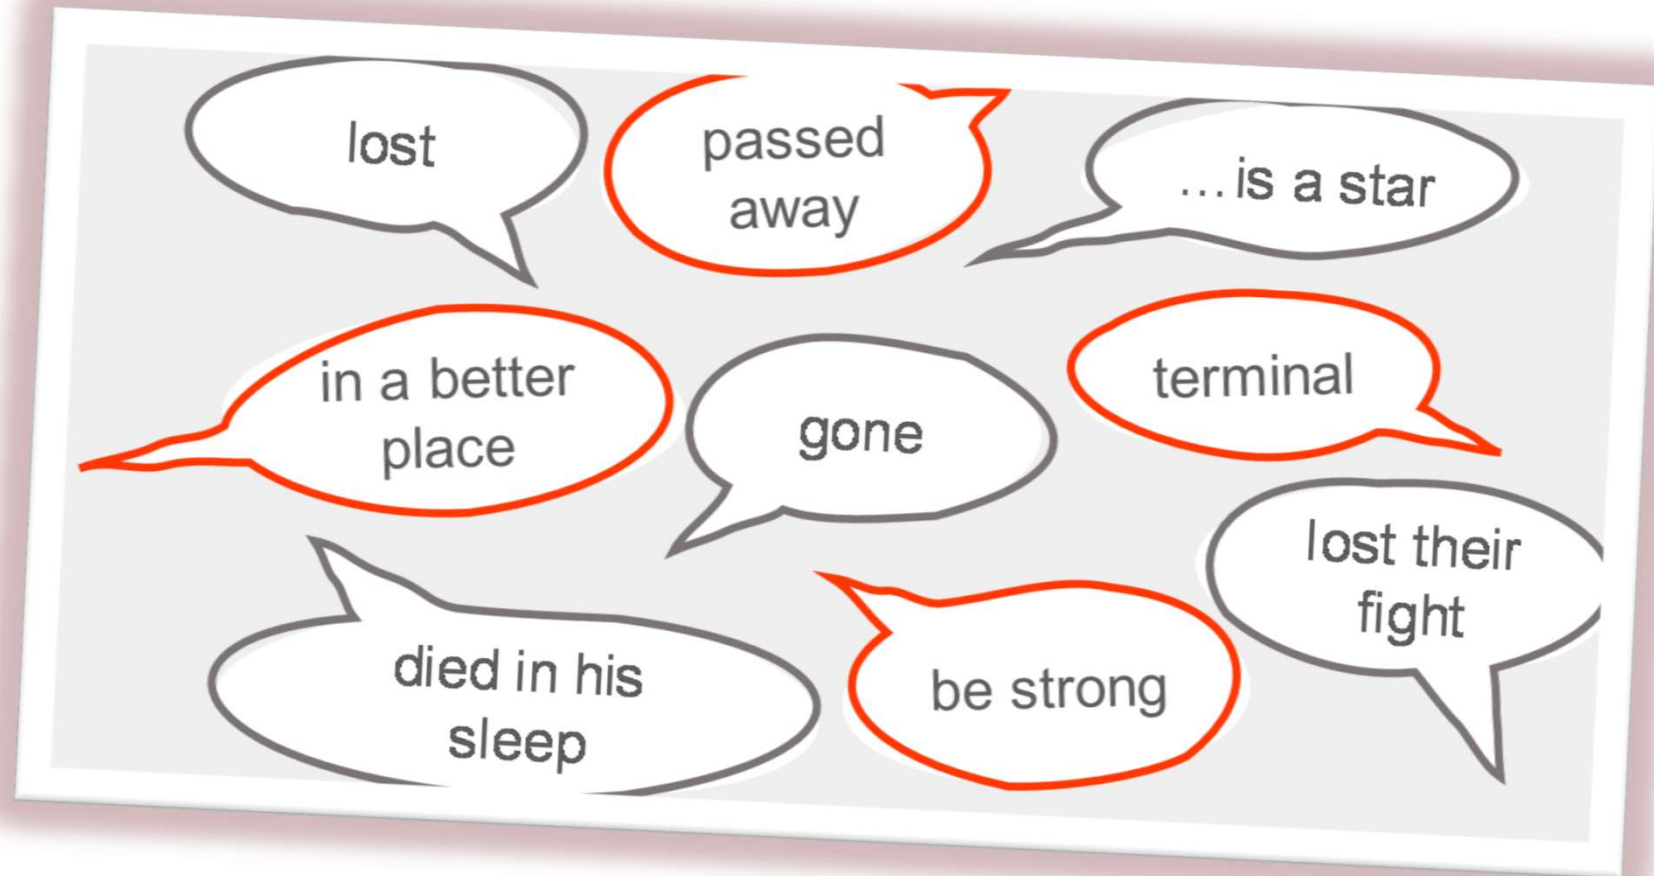 lost
passed
away
…is a star
in a better
place
gone
terminal
lost their
fight
died in his
sleep
be strong